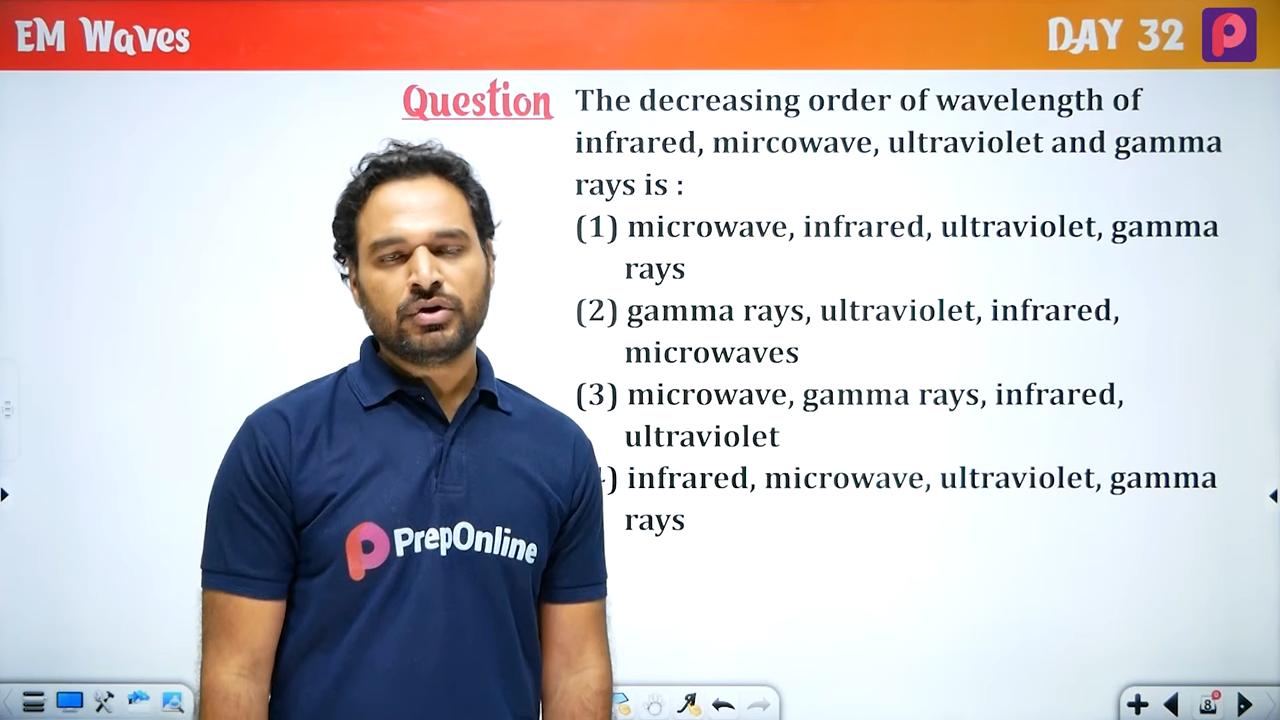 EM Waves
DAY 32
Question
The decreasing order of wavelength of
infrared, mircowave, ultraviolet and gamma
rays is :
(1) microwave, infrared, ultraviolet, gamma
rays
(2) gamma rays, ultraviolet, infrared,
microwaves
(3) microwave, gamma rays, infrared,
ultraviolet
) infrared, microwave, ultraviolet, gamma
rays
PrepOnline
8